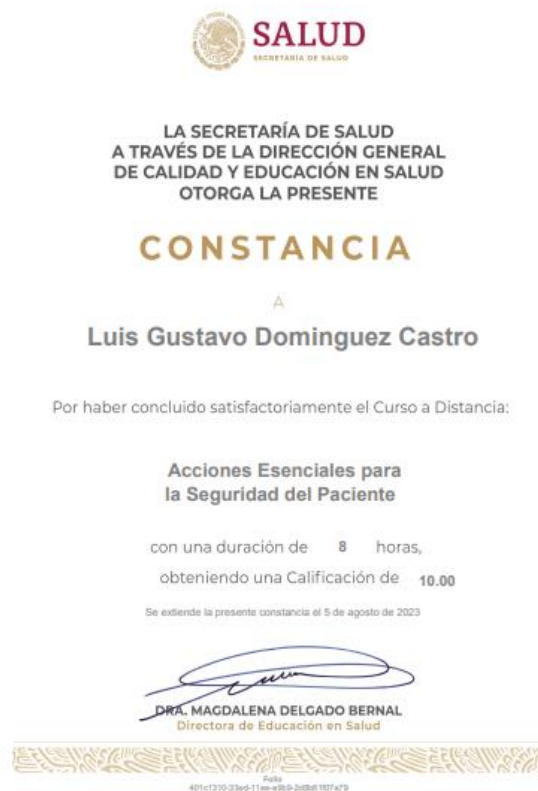 SALUD
SECRETARÍA DE SALUD
LA SECRETARÍA DE SALUD
A TRAVÉS DE LA DIRECCIÓN GENERAL
DE CALIDAD Y EDUCACIÓN EN SALUD
OTORGA LA PRESENTE
CONSTANCIA
A
Luis Gustavo Dominguez Castro
Por haber concluido satisfactoriamente el Curso a Distancia:
Acciones Esenciales para
la Seguridad del Paciente
con una duración de 8 horas,
obteniendo una Calificación de 10.00
Se extiende la presente constancia el 5 de agosto de 2023
DRA. MAGDALENA DELGADO BERNAL
Directora de Educación en Salud
Folio